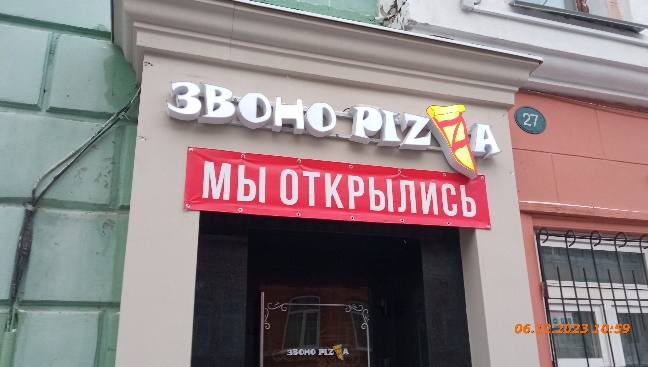 ЗВОНО PIZZA
27
МЫ ОТКРЫЛИСЬ
ЗВОНО PIZZA
06.12.2023 10:59